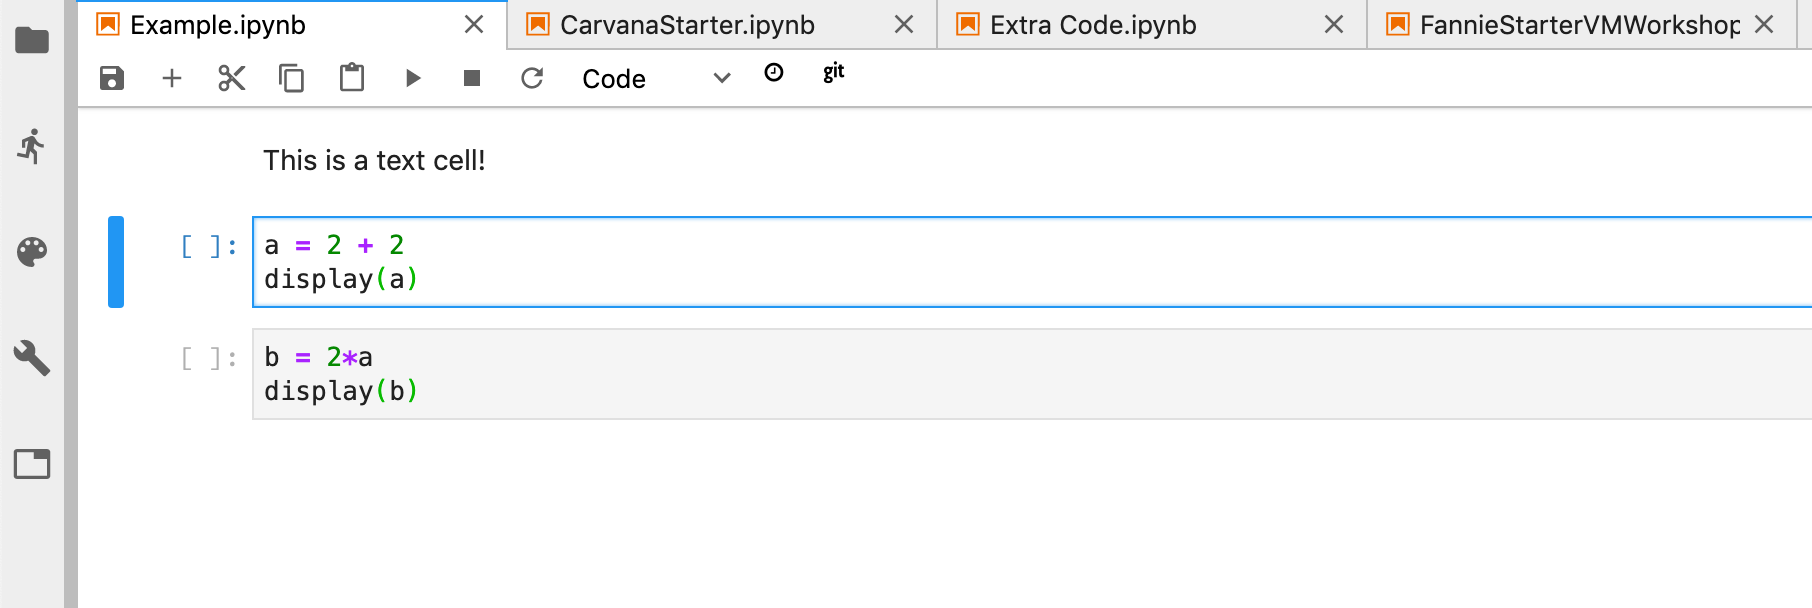 Example.ipynb
CarvanaStarter.ipynb
Extra Code.ipynb
FannieStarterVMWorkshop
Code
git
This is a text cell!
[ ]: a = 2 + 2
display(a)
[ ]: b = 2*a
display(b)